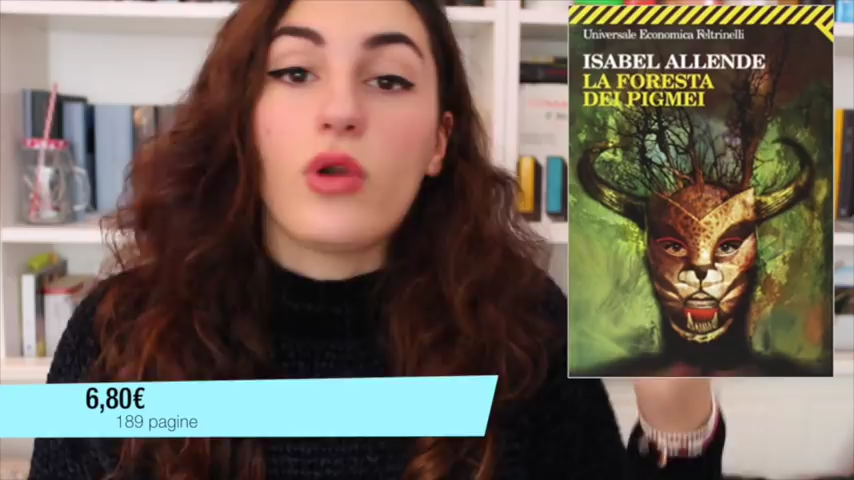 Universale Economica Feltrinelli
ISABEL ALLENDE
LA FORESTA
DEI PIGMEI
6,80€
189 pagine